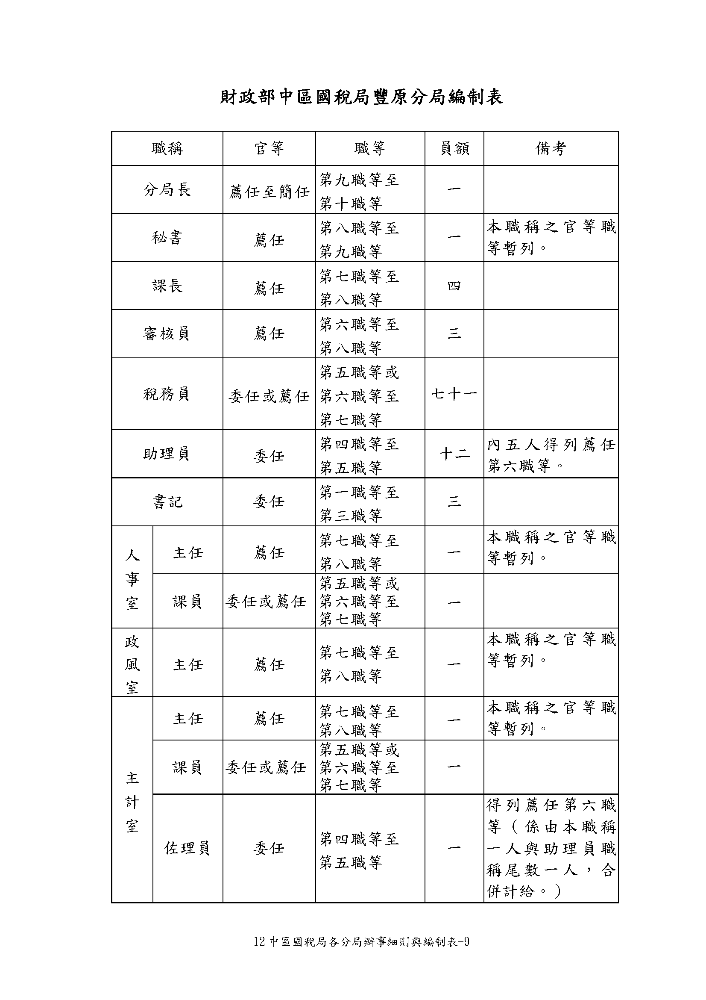 財政部中區國稅局豐原分局編制表
職稱 官等 職等 員額 備考
分局長 薦任至簡任 第九職等至
第十職等 一
秘書 薦任 第八職等至
第九職等 一 本職稱之官等職
等暫列。
課長 薦任 第七職等至
第八職等 四
審核員 薦任 第六職等至
第八職等 三
稅務員 委任或薦任 第五職等或
第六職等至
第七職等 七十一
助理員 委任 第四職等至
第五職等 十二 內五人得列薦任
第六職等。
書記 委任 第一職等至
第三職等 三
人事室 主任 薦任 第七職等至
第八職等 一 本職稱之官等職
等暫列。
課員 委任或薦任 第五職等或
第六職等至
第七職等 一
政風室 主任 薦任 第七職等至
第八職等 一 本職稱之官等職
等暫列。
主計室 主任 薦任 第七職等至
第八職等 一 本職稱之官等職
等暫列。
課員 委任或薦任 第五職等或
第六職等至
第七職等 一
佐理員 委任 第四職等至
第五職等 一 得列薦任第六職
等（係由本職稱
一人與助理員職
稱尾數一人，合
併計給。）
12 中區國稅局各分局辦事細則與編制表-9